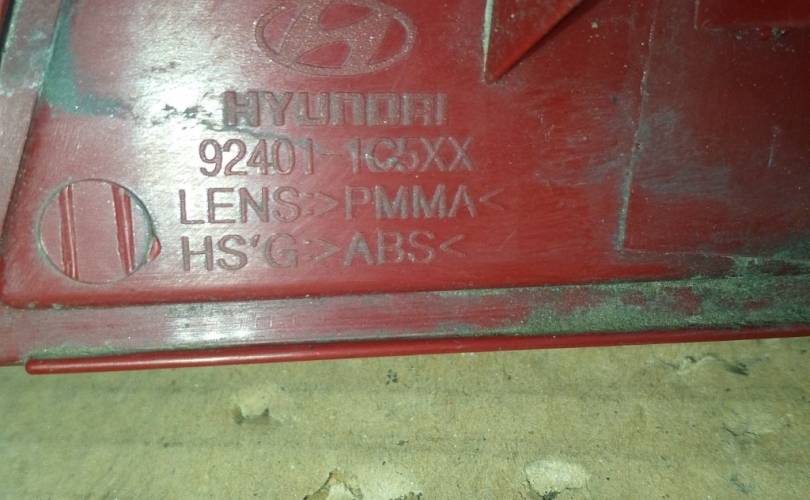 HYUNDAI
92401-1C5XX
LENS>PMMA<
HS'G>ABS<